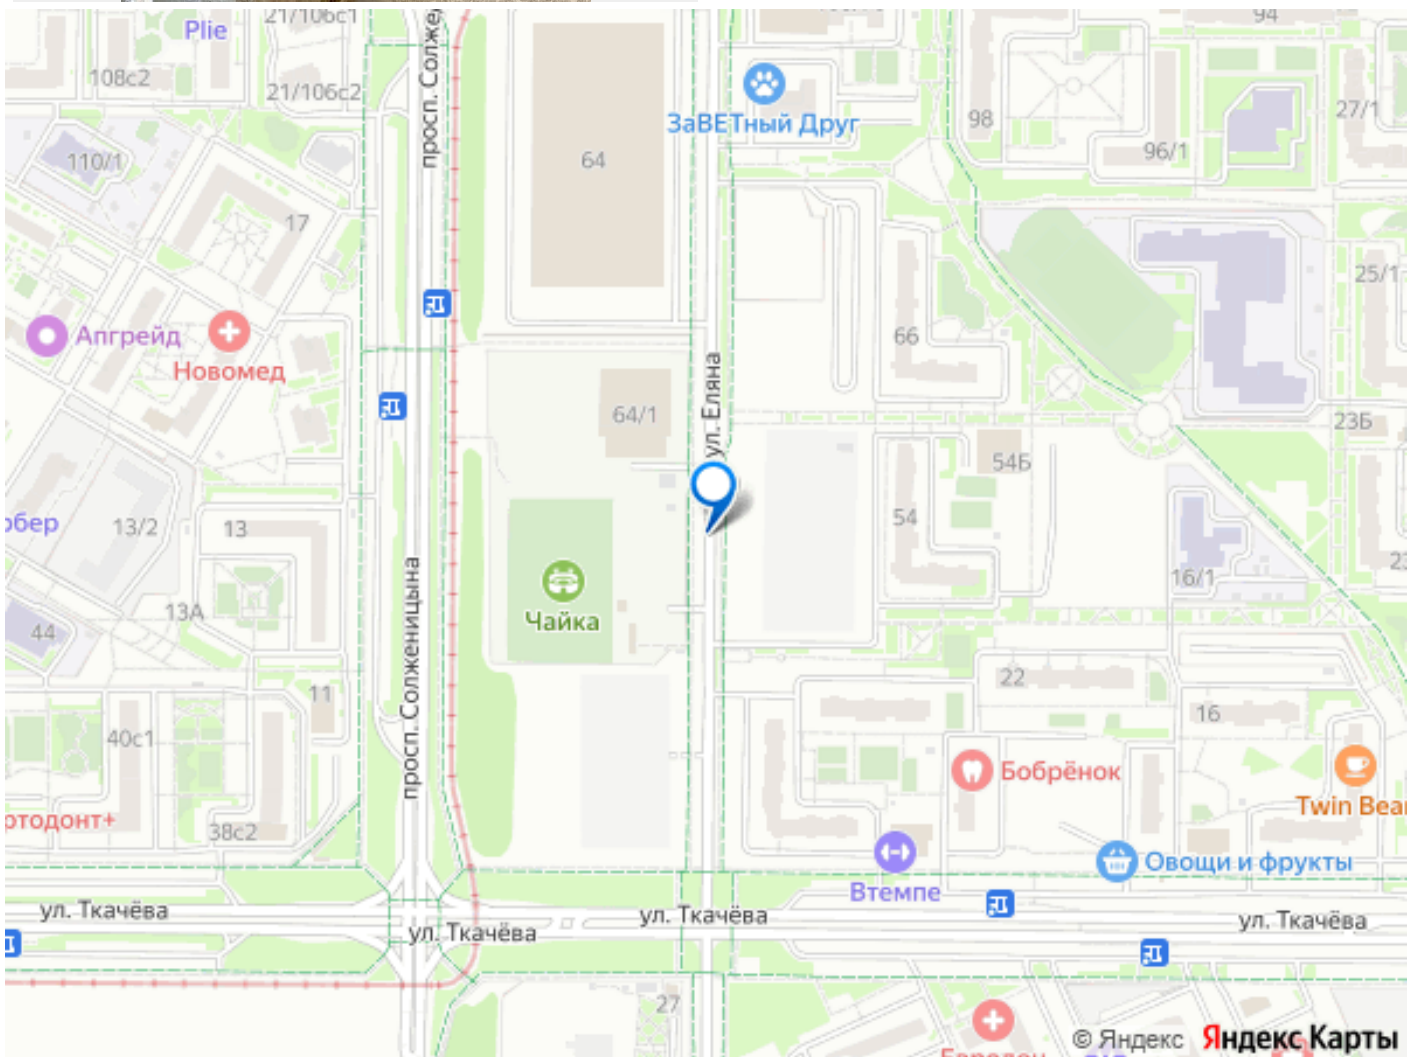 21/106с1
94
Plie
108с2
21/106с2
просп. Солже
ЗаВЕТный Друг
98
27/1
96/1
64
110/1
17
25/1
Апгрейд
Новомед
66
ул. Еляна
64/1
23Б
54Б
13/2
13
54
16/1
Чайка
13А
44
просп. Солженицына
22
11
16
40с1
Бобрёнок
Twin Bea
ртодонт+
38с2
Втемпе
Овощи и фрукты
ул. Ткачёва
ул. Ткачёва
ул. Ткачёва
ул. Ткачёва
27
© Яндекс Яндекс Карты